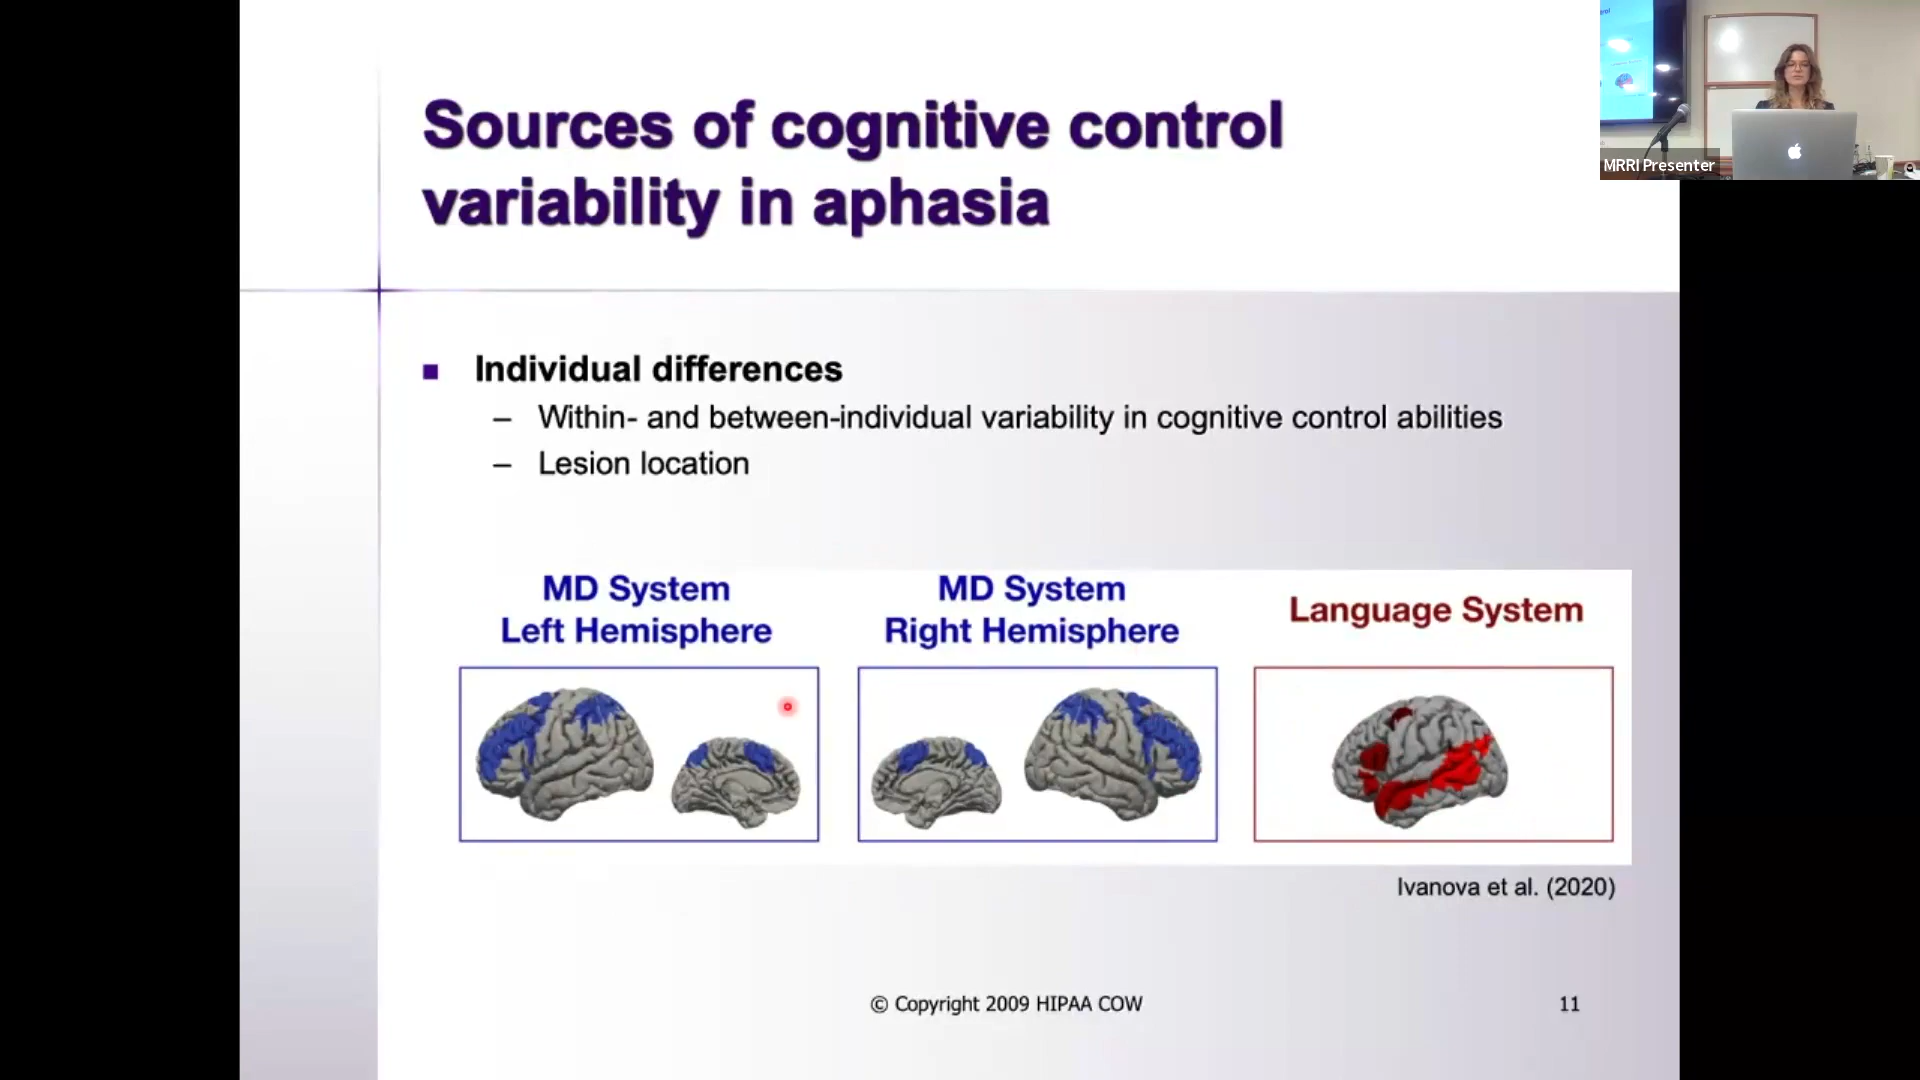 Sources of cognitive control
variability in aphasia
MRRI Presenter
■ Individual differences
– Within- and between-individual variability in cognitive control abilities
– Lesion location
MD System
Left Hemisphere
MD System
Right Hemisphere
Language System
Ivanova et al. (2020)
© Copyright 2009 HIPAA COW
11